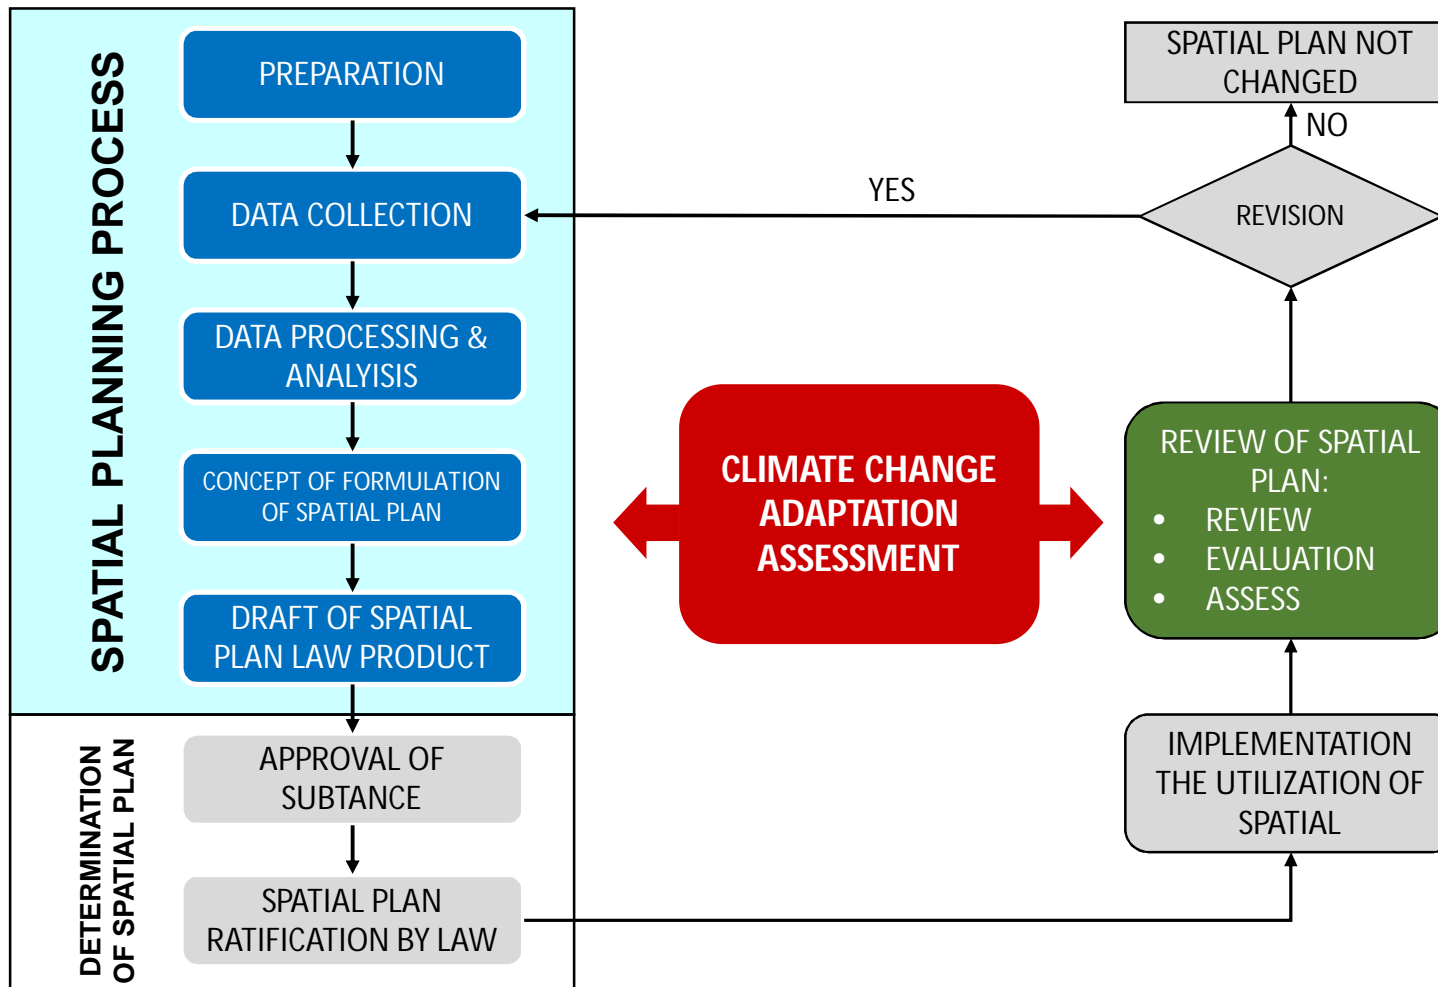 SPATIAL PLANNING PROCESS
PREPARATION
DATA COLLECTION
DATA PROCESSING &
ANALYISIS
CONCEPT OF FORMULATION
OF SPATIAL PLAN
DRAFT OF SPATIAL
PLAN LAW PRODUCT
DETERMINATION
OF SPATIAL PLAN
APPROVAL OF
SUBTANCE
SPATIAL PLAN
RATIFICATION BY LAW
CLIMATE CHANGE
ADAPTATION
ASSESSMENT
SPATIAL PLAN NOT
CHANGED
NO
YES
REVISION
REVIEW OF SPATIAL
PLAN:
• REVIEW
• EVALUATION
• ASSESS
IMPLEMENTATION
THE UTILIZATION OF
SPATIAL